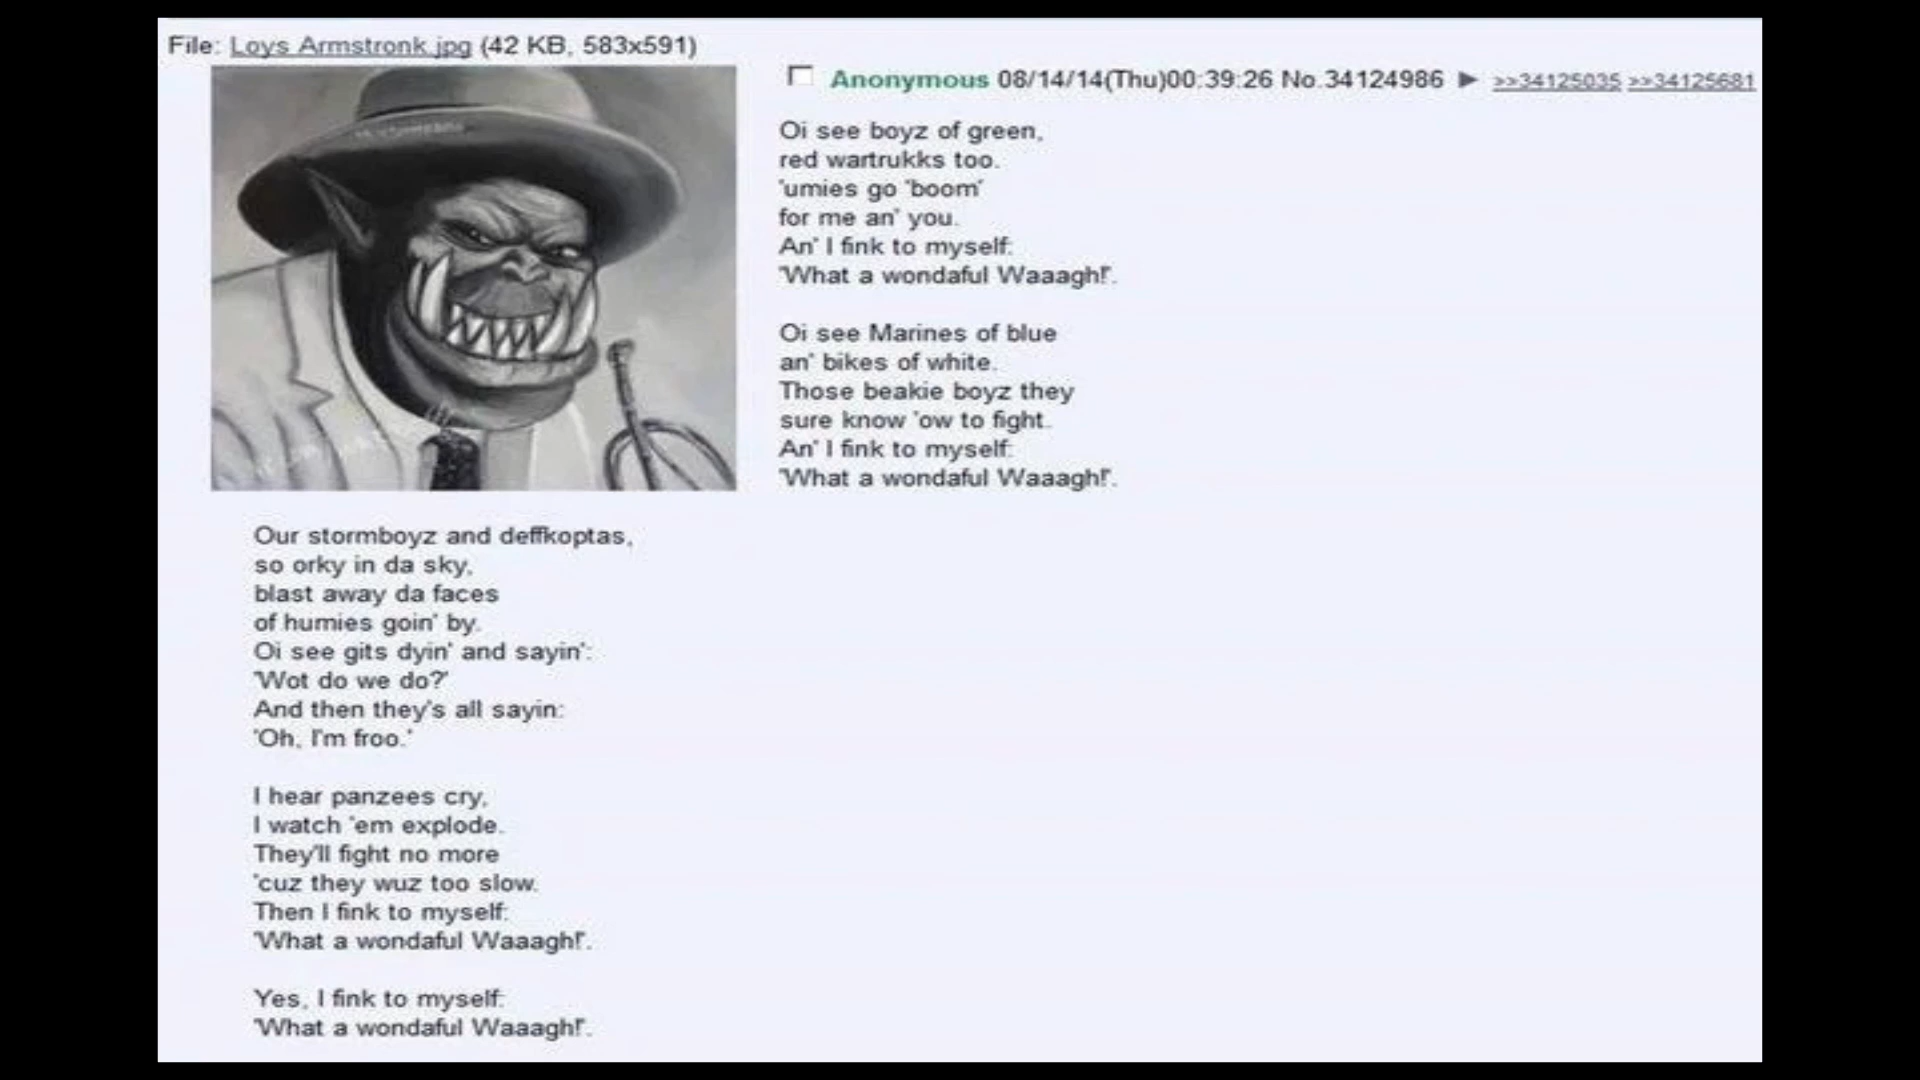 File: Loys Armstronk.jpg (42 KB, 583x591)
Anonymous 08/14/14(Thu)00:39:26 No.34124986 ▶ >>34125035 >>34125681
Oi see boyz of green,
red wartrukks too.
'umies go 'boom'
for me an' you.
An' I fink to myself:
'What a wondaful Waaagh!'.
Oi see Marines of blue
an' bikes of white.
Those beakie boyz they
sure know 'ow to fight.
An' I fink to myself:
'What a wondaful Waaagh!'.
Our stormboyz and deffkoptas,
so orky in da sky,
blast away da faces
of humies goin' by.
Oi see gits dyin' and sayin':
'Wot do we do?'
And then they's all sayin:
'Oh, I'm froo.'
I hear panzees cry,
I watch 'em explode.
They'll fight no more
'cuz they wuz too slow.
Then I fink to myself:
'What a wondaful Waaagh!'.
Yes, I fink to myself:
'What a wondaful Waaagh!'.